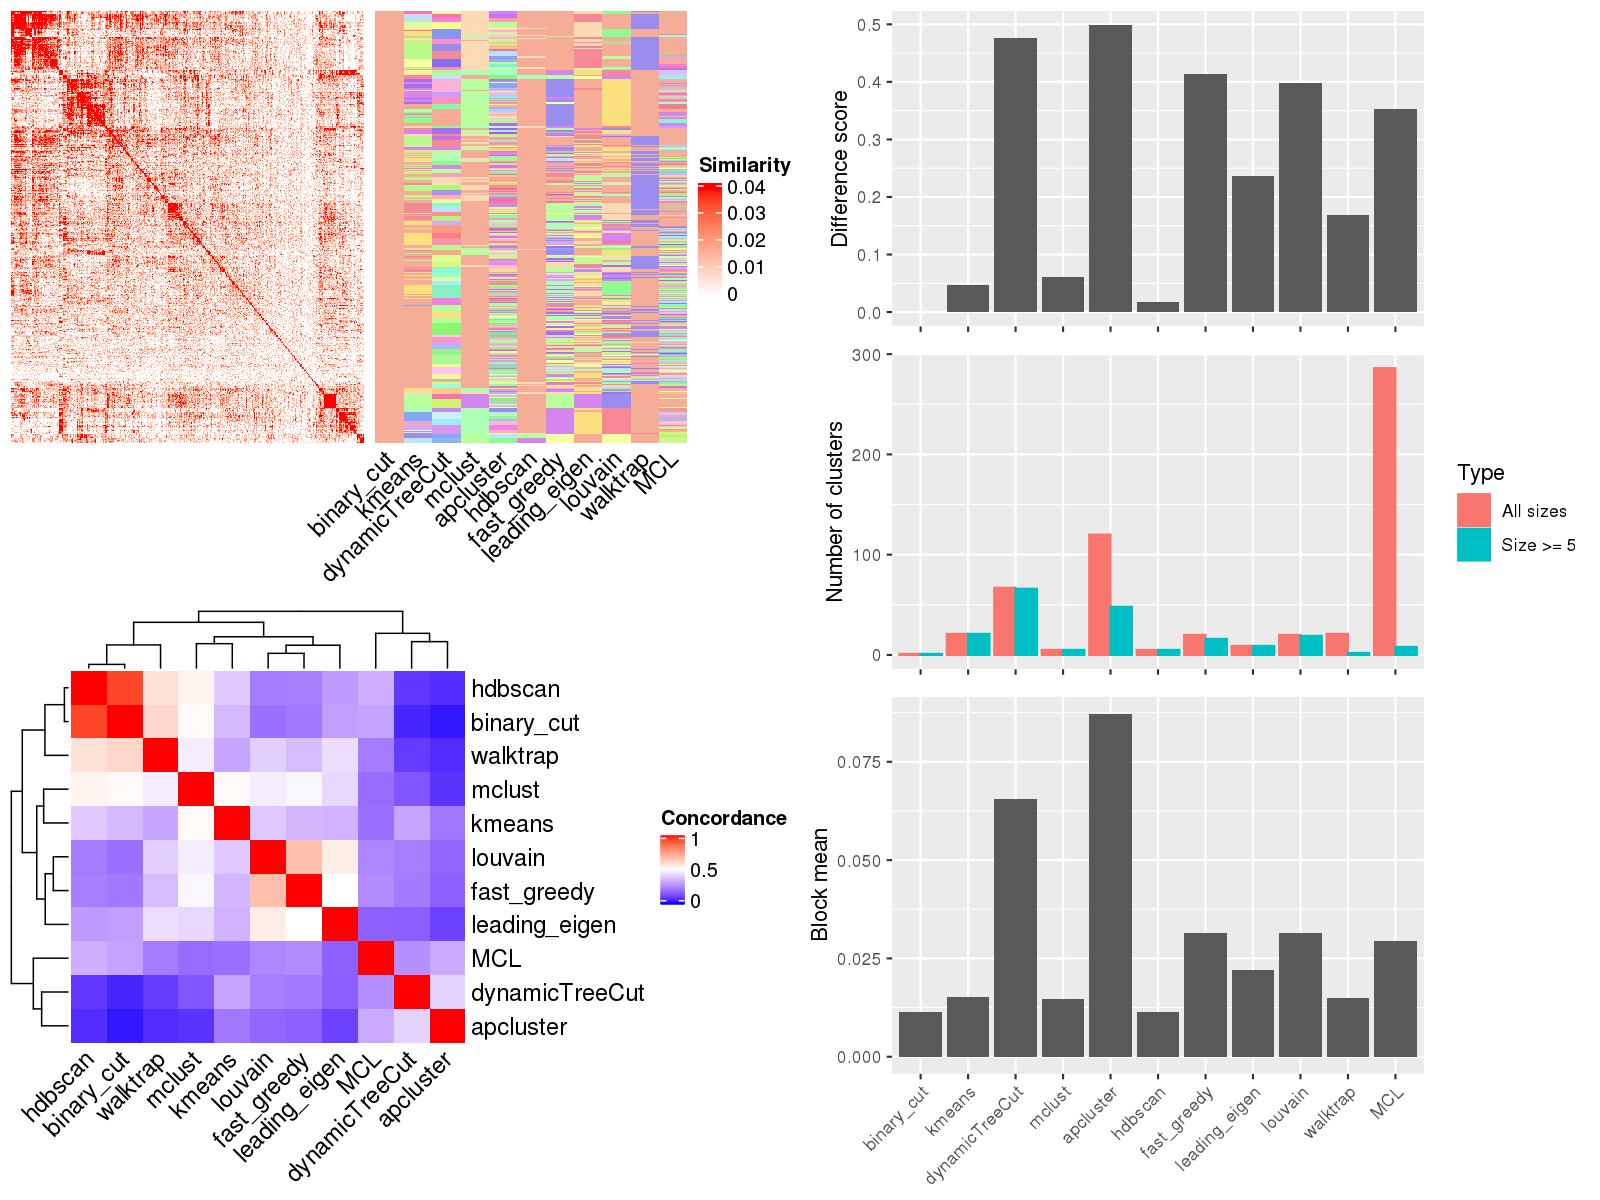 Similarity
0.04
0.03
0.02
0.01
0
binary_cut
kmeans
dynamicTreeCut
mclust
apcluster
hdbscan
fast_greedy
leading_eigen
louvain
walktrap
MCL
hdbscan
binary_cut
walktrap
mclust
kmeans
louvain
fast_greedy
leading_eigen
MCL
dynamicTreeCut
apcluster
Concordance
1
0.5
0
hdbscan
binary_cut
walktrap
mclust
kmeans
louvain
fast_greedy
leading_eigen
MCL
dynamicTreeCut
apcluster
Difference score
0.5
0.4
0.3
0.2
0.1
0.0
Number of clusters
300
200
100
0
Type
All sizes
Size >= 5
Block mean
0.075
0.050
0.025
0.000
binary_cut
kmeans
dynamicTreeCut
mclust
apcluster
hdbscan
fast_greedy
leading_eigen
louvain
walktrap
MCL